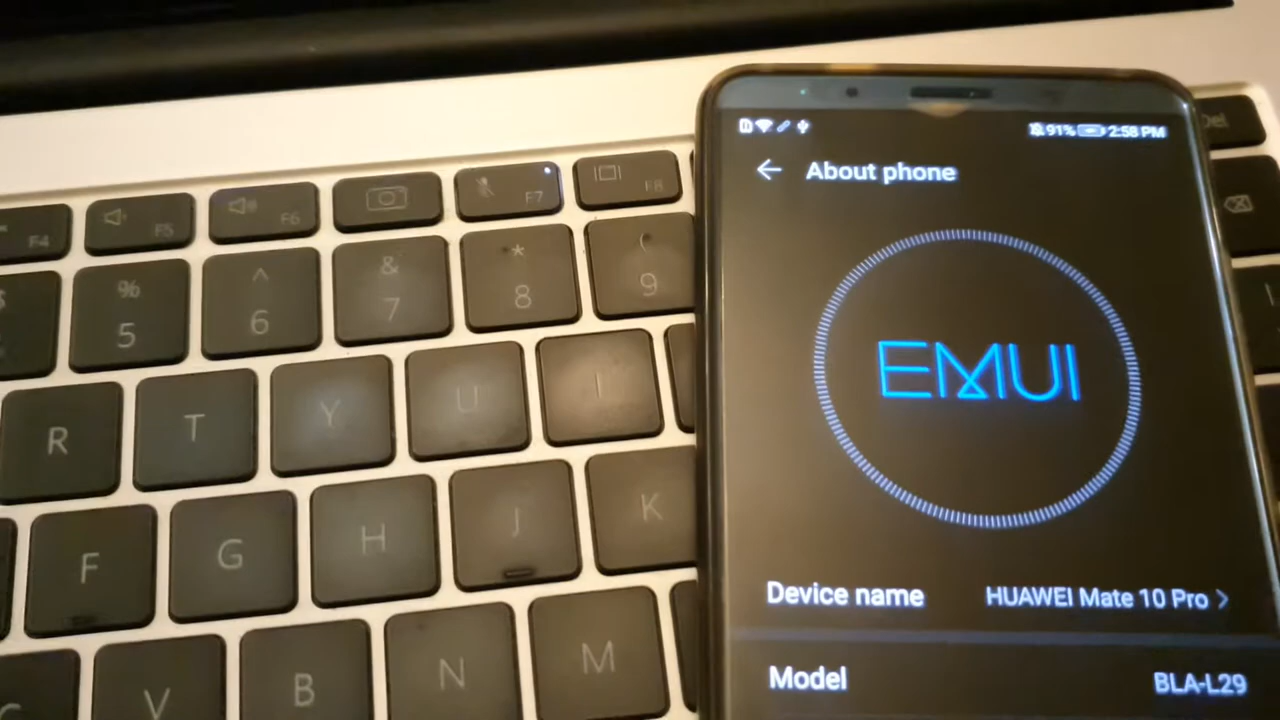 91% 2:58 PM
About phone
EMUI
Device name HUAWEI Mate 10 Pro
Model BLA-L29
F4 F5 F6 F7 F8 Del
% ^ & * (
5 6 7 8 9
R T Y U I
F G H J K
V B N M